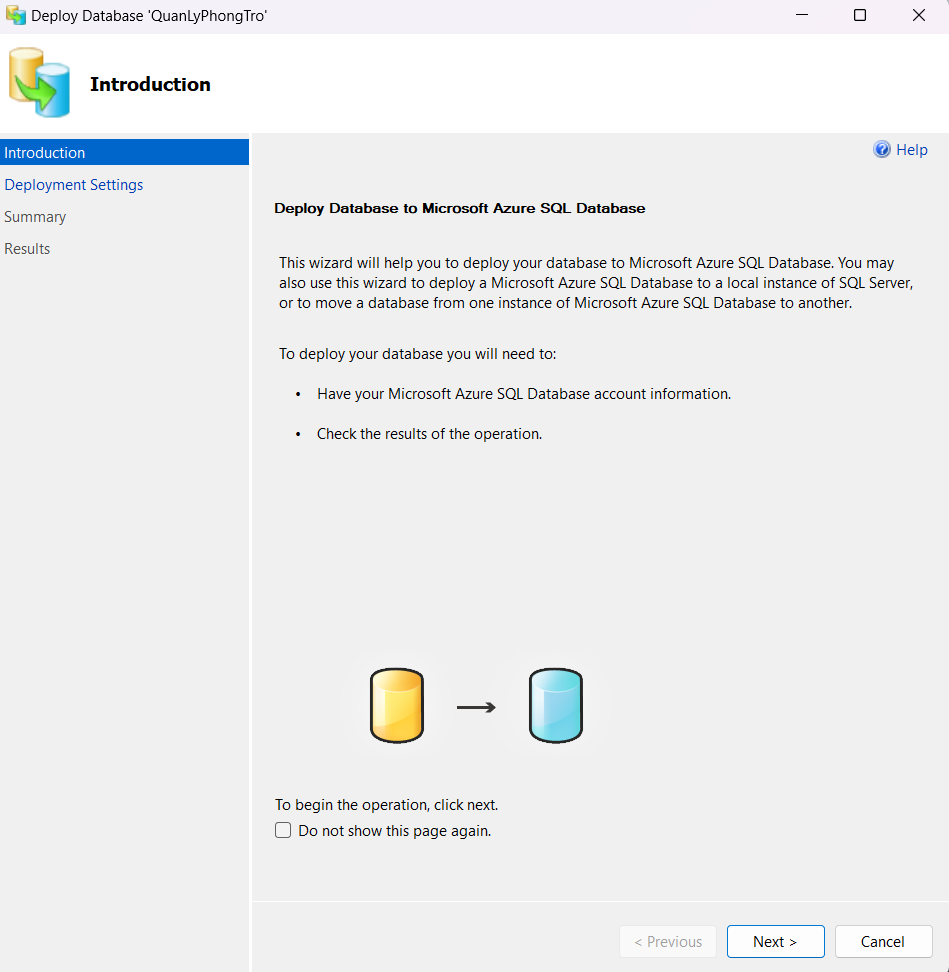 Deploy Database 'QuanLyPhongTro'
Introduction
Introduction
Deployment Settings
Summary
Results
Help
Deploy Database to Microsoft Azure SQL Database
This wizard will help you to deploy your database to Microsoft Azure SQL Database. You may
also use this wizard to deploy a Microsoft Azure SQL Database to a local instance of SQL Server,
or to move a database from one instance of Microsoft Azure SQL Database to another.
To deploy your database you will need to:
• Have your Microsoft Azure SQL Database account information.
• Check the results of the operation.
To begin the operation, click next.
Do not show this page again.
< Previous
Next >
Cancel